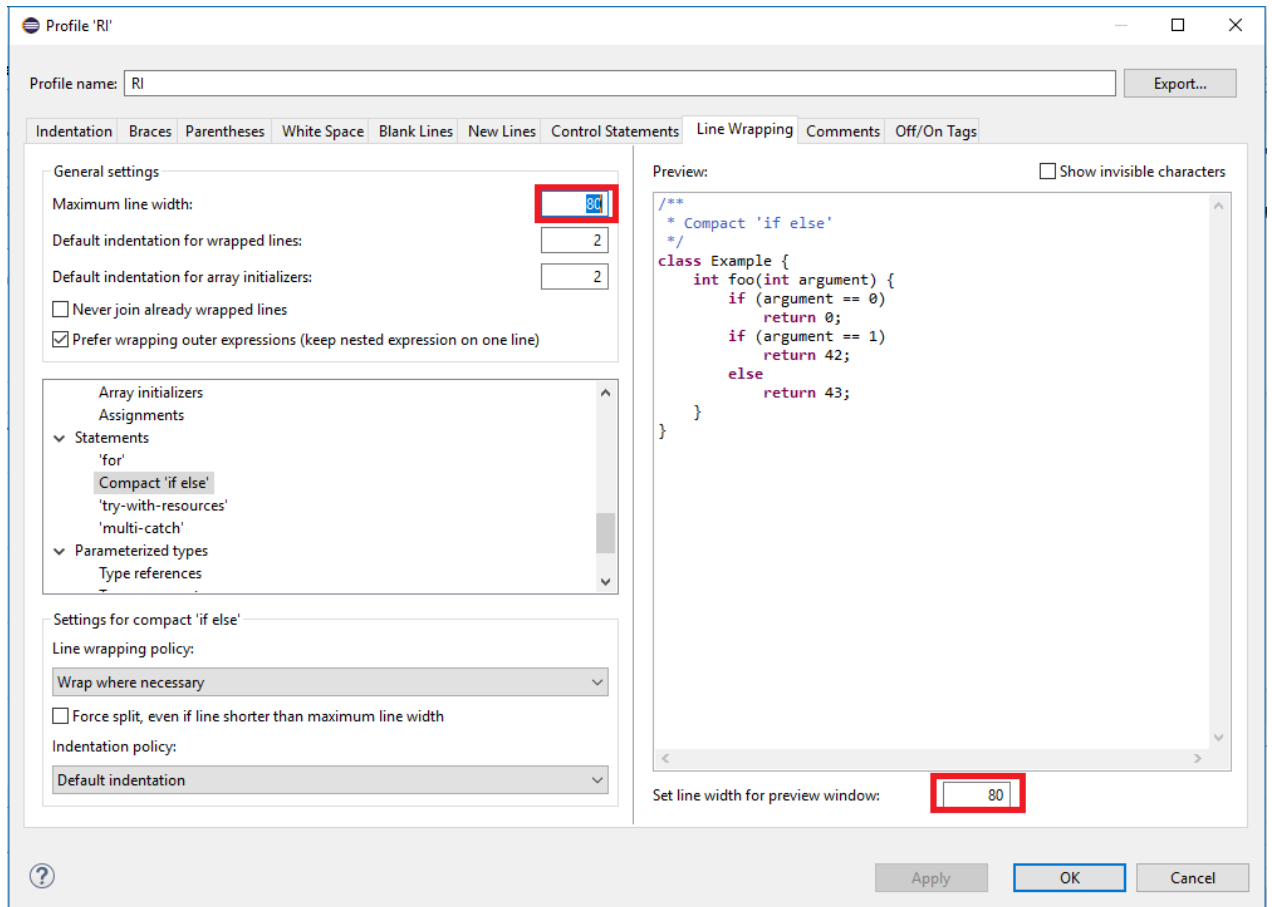 Profile 'RI'
Profile name: RI Export...
Indentation Braces Parentheses White Space Blank Lines New Lines Control Statements Line Wrapping Comments Off/On Tags
General settings
Maximum line width: 80
Default indentation for wrapped lines: 2
Default indentation for array initializers: 2
Never join already wrapped lines
Prefer wrapping outer expressions (keep nested expression on one line)
Array initializers
Assignments
Statements
'for'
Compact 'if else'
'try-with-resources'
'multi-catch'
Parameterized types
Type references
Settings for compact 'if else'
Line wrapping policy:
Wrap where necessary
Force split, even if line shorter than maximum line width
Indentation policy:
Default indentation
Preview: Show invisible characters
/**
 * Compact 'if else'
 */
class Example {
    int foo(int argument) {
        if (argument == 0)
            return 0;
        if (argument == 1)
            return 42;
        else
            return 43;
    }
}
Set line width for preview window: 80
Apply OK Cancel